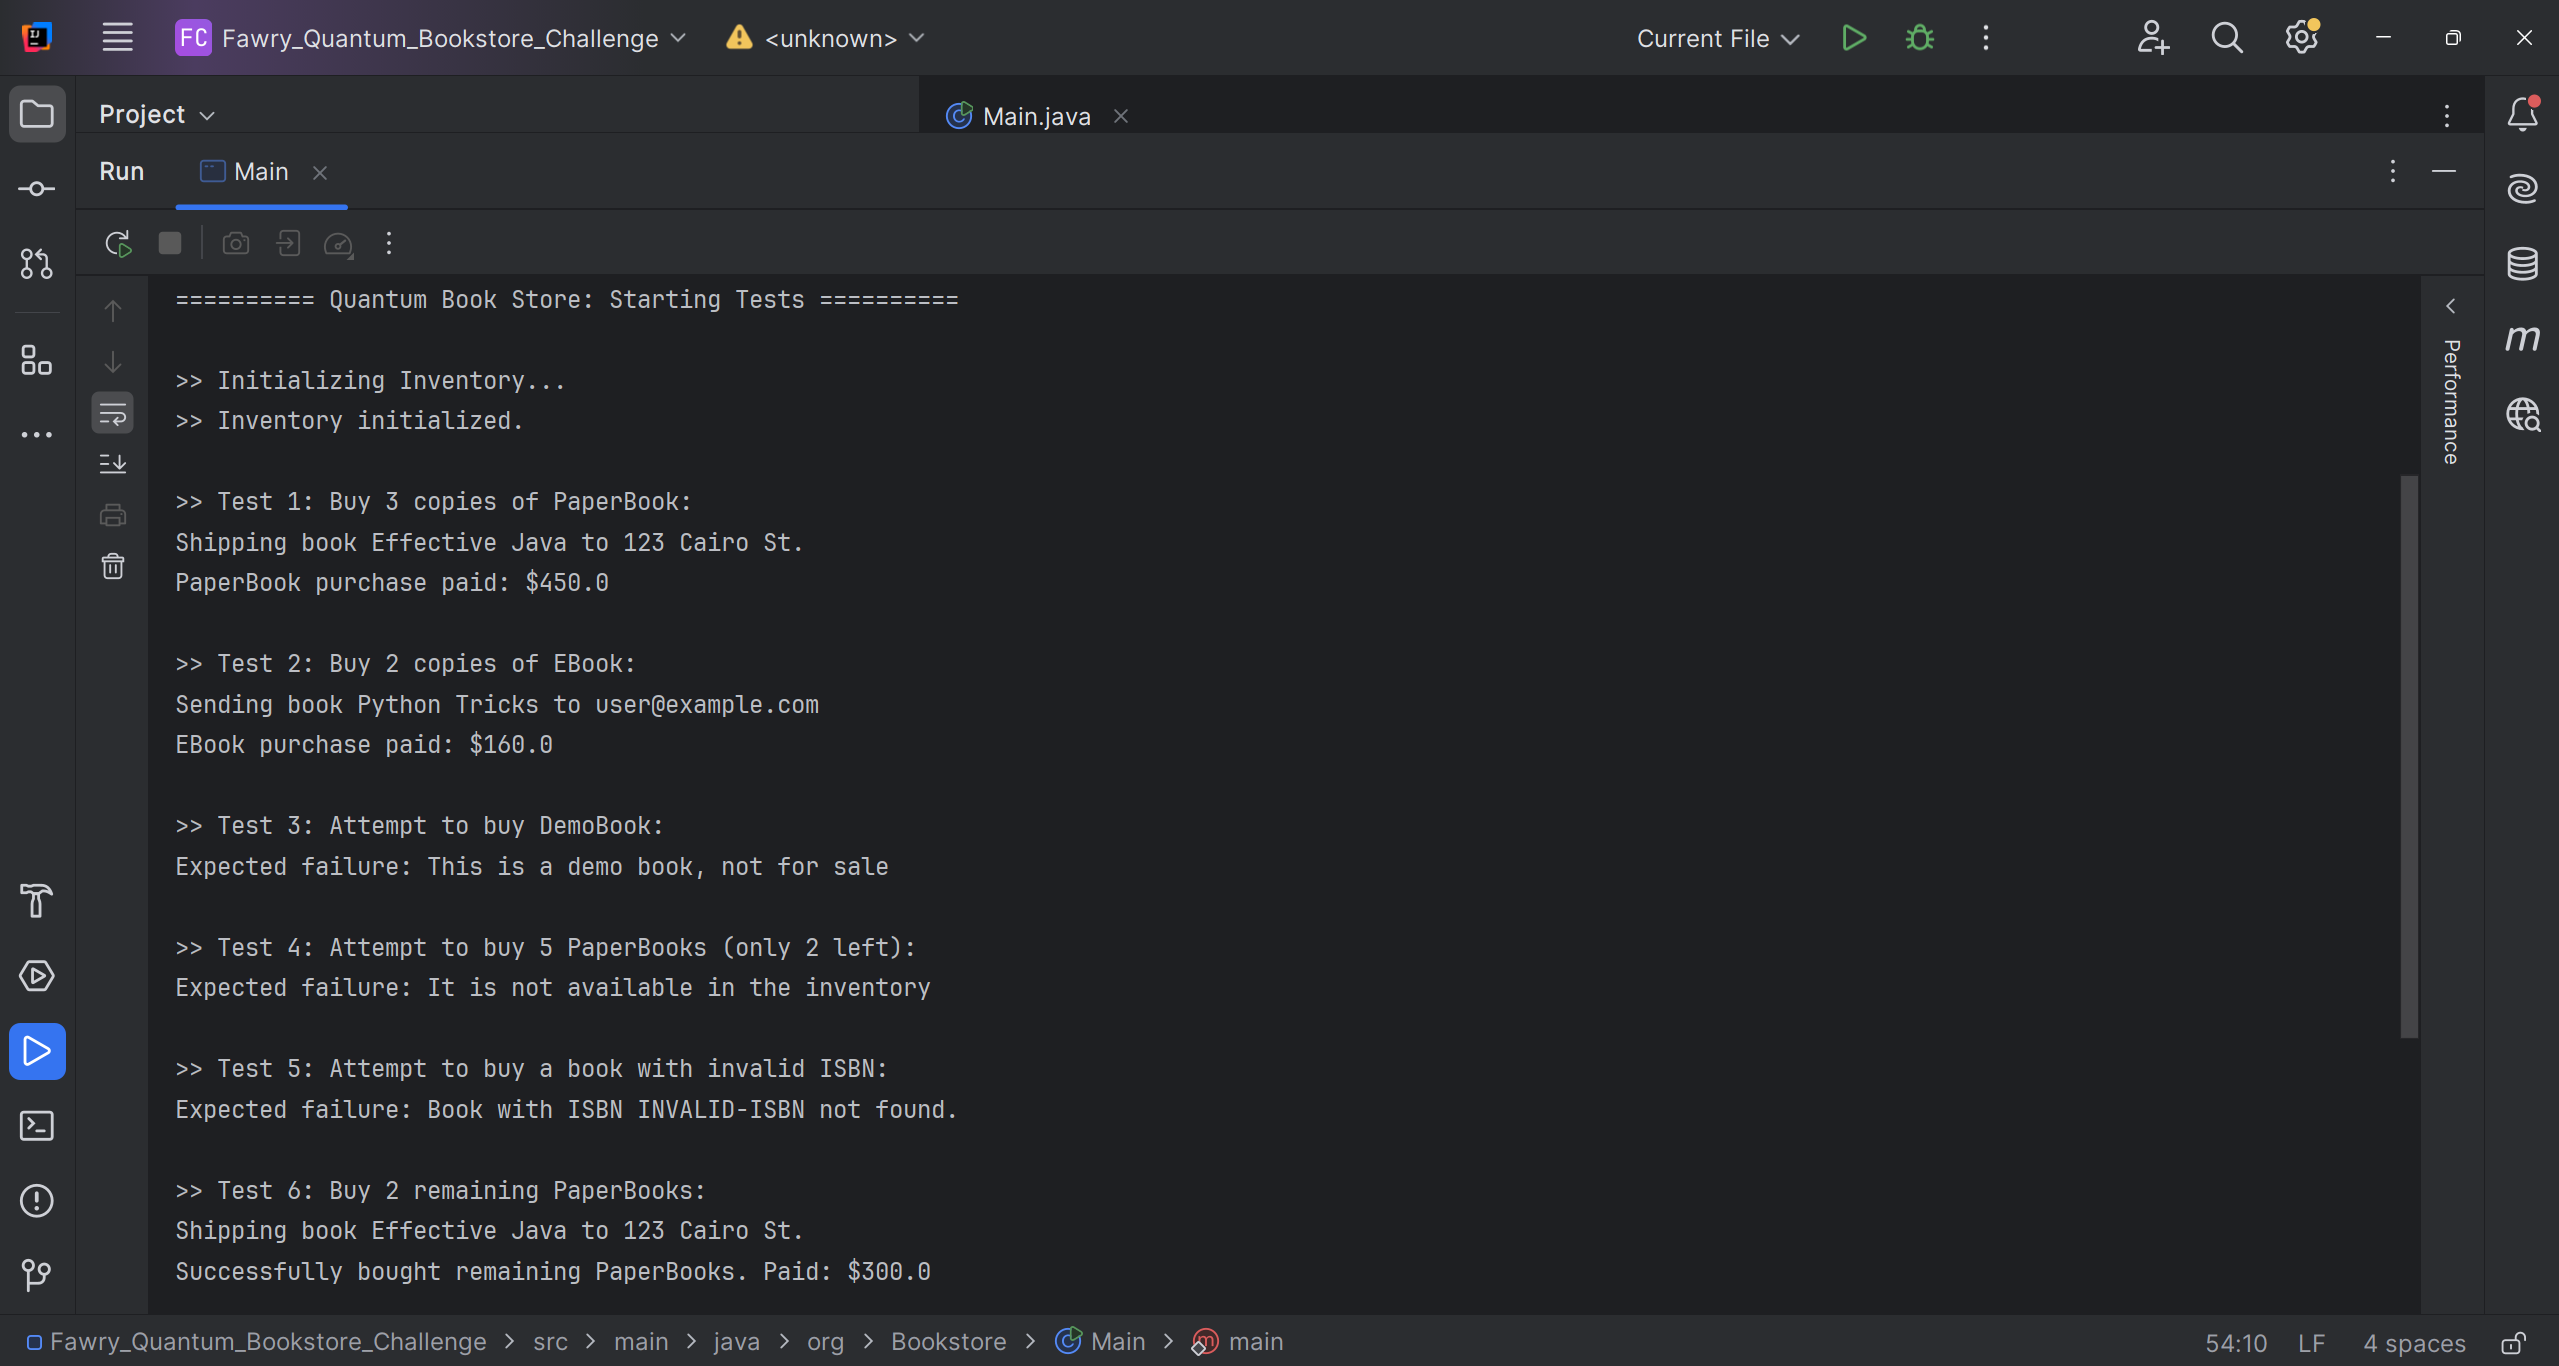 FC Fawry_Quantum_Bookstore_Challenge <unknown> Current File
Project Main.java
Run Main
========== Quantum Book Store: Starting Tests ==========
>> Initializing Inventory...
>> Inventory initialized.
>> Test 1: Buy 3 copies of PaperBook:
Shipping book Effective Java to 123 Cairo St.
PaperBook purchase paid: $450.0
>> Test 2: Buy 2 copies of EBook:
Sending book Python Tricks to user@example.com
EBook purchase paid: $160.0
>> Test 3: Attempt to buy DemoBook:
Expected failure: This is a demo book, not for sale
>> Test 4: Attempt to buy 5 PaperBooks (only 2 left):
Expected failure: It is not available in the inventory
>> Test 5: Attempt to buy a book with invalid ISBN:
Expected failure: Book with ISBN INVALID-ISBN not found.
>> Test 6: Buy 2 remaining PaperBooks:
Shipping book Effective Java to 123 Cairo St.
Successfully bought remaining PaperBooks. Paid: $300.0
Performance
Fawry_Quantum_Bookstore_Challenge > src > main > java > org > Bookstore > Main > main 54:10 LF 4 spaces